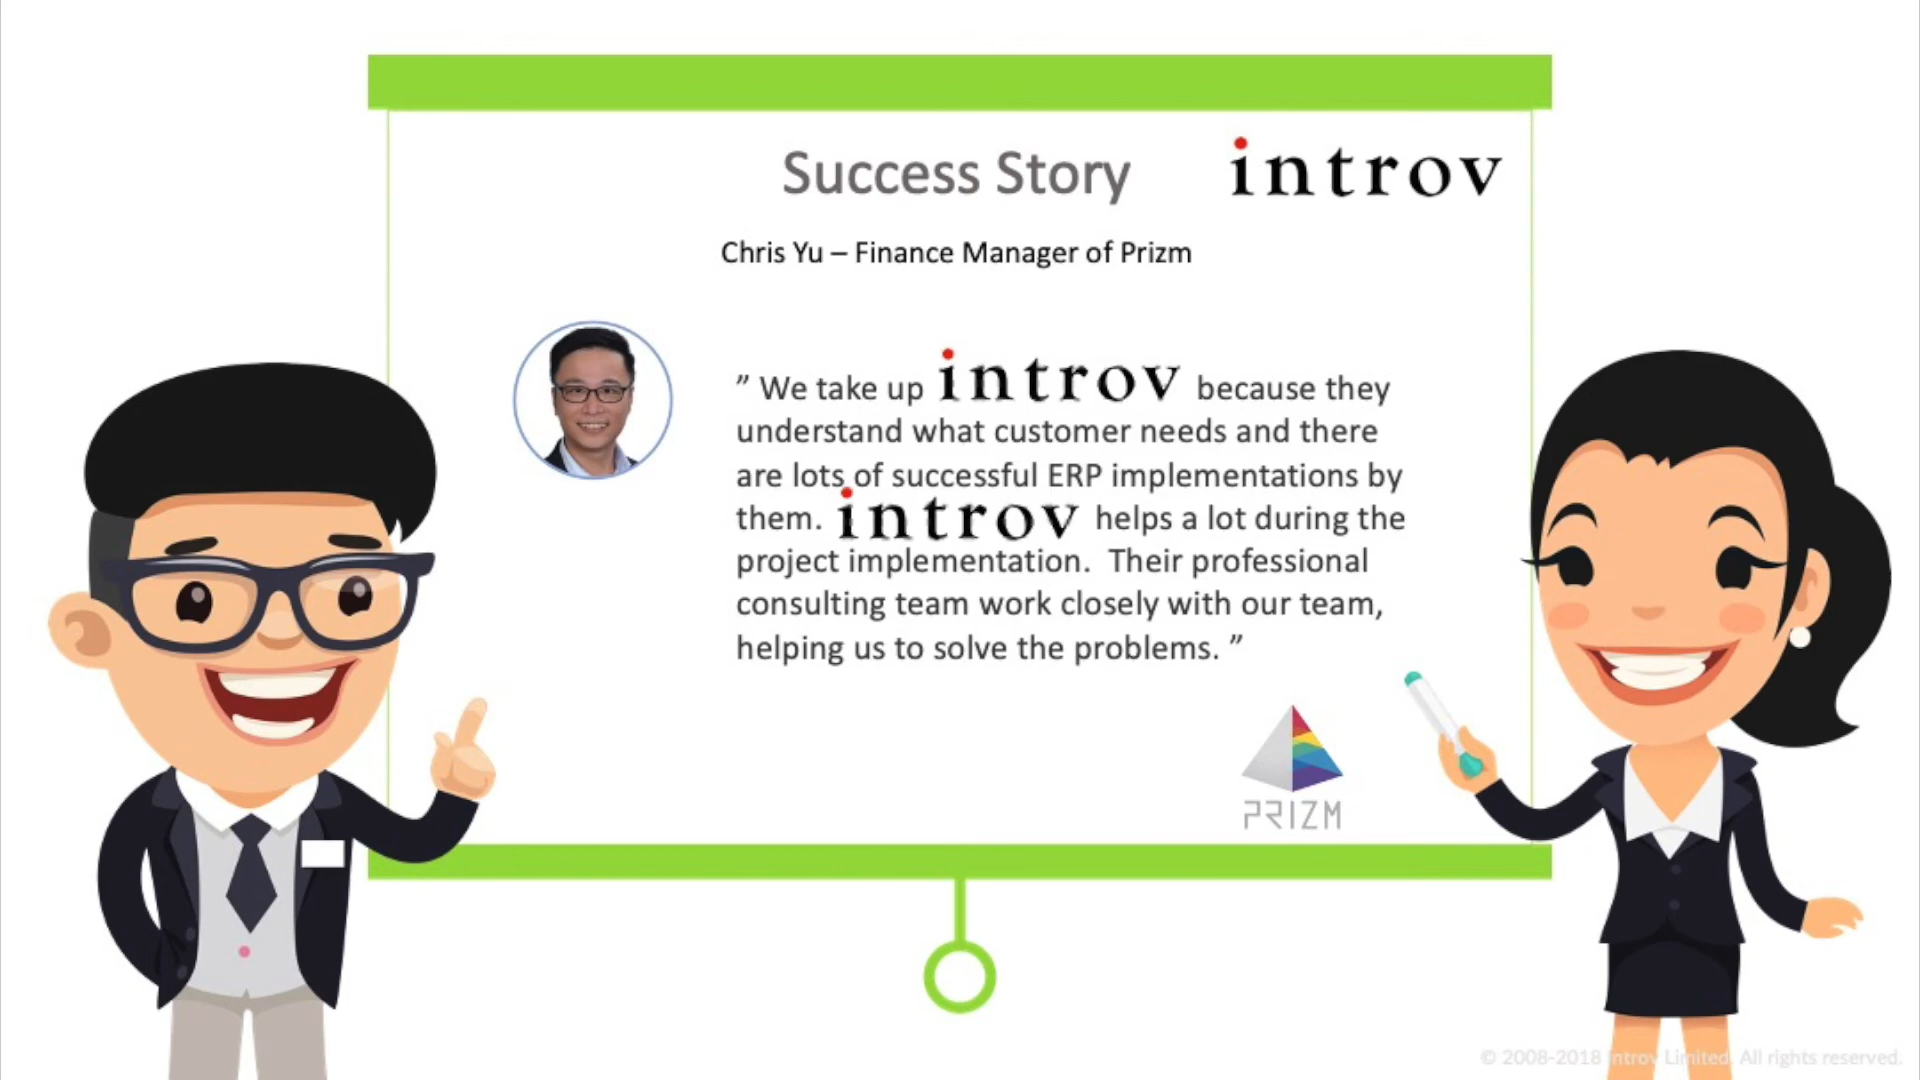 Success Story
introv
Chris Yu – Finance Manager of Prizm
” We take up introv because they
understand what customer needs and there
are lots of successful ERP implementations by
them. introv helps a lot during the
project implementation.  Their professional
consulting team work closely with our team,
helping us to solve the problems. ”
PRIZM
© 2008-2018 Introv Limited. All rights reserved.